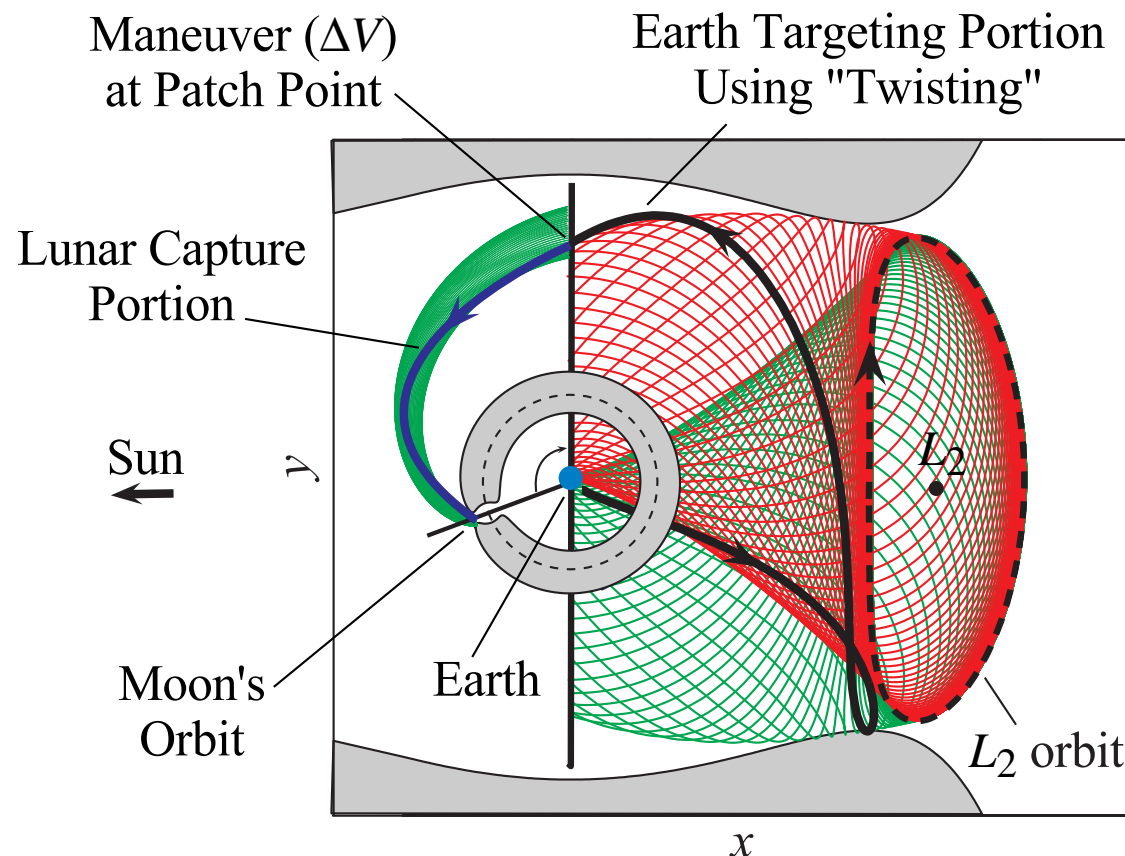 Maneuver (ΔV)
at Patch Point
Earth Targeting Portion
Using "Twisting"
Lunar Capture
Portion
Sun
y
L2
Moon's
Orbit
Earth
L2 orbit
x